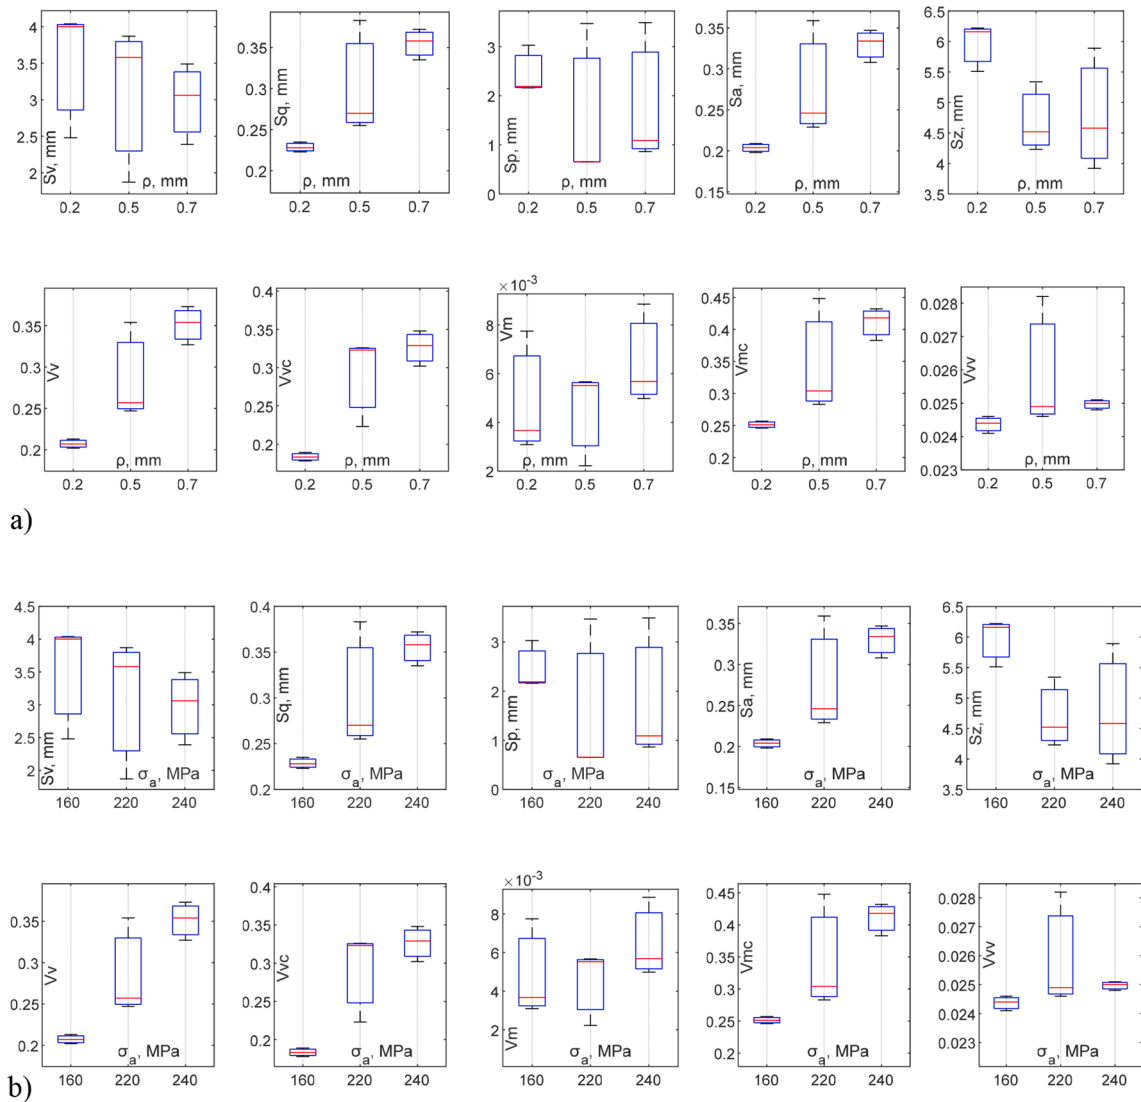 4
3.5
3
2.5
2
Sv, mm
ρ, mm
0.2 0.5 0.7
0.35
0.3
0.25
0.2
Sq, mm
ρ, mm
0.2 0.5 0.7
3
2
1
0
Sp, mm
ρ, mm
0.2 0.5 0.7
0.4
0.35
0.3
0.25
0.2
0.15
Sa, mm
ρ, mm
0.2 0.5 0.7
6.5
6
5.5
5
4.5
4
3.5
Sz, mm
ρ, mm
0.2 0.5 0.7
0.35
0.3
0.25
0.2
Vv
ρ, mm
0.2 0.5 0.7
0.4
0.35
0.3
0.25
0.2
Vvc
ρ, mm
0.2 0.5 0.7
×10⁻³
8
6
4
2
Vm
ρ, mm
0.2 0.5 0.7
0.45
0.4
0.35
0.3
0.25
0.2
Vmc
ρ, mm
0.2 0.5 0.7
0.028
0.027
0.026
0.025
0.024
0.023
Vvv
ρ, mm
0.2 0.5 0.7
a)
4.5
4
3.5
3
2.5
2
Sv, mm
σa, MPa
160 220 240
0.4
0.35
0.3
0.25
0.2
Sq, mm
σa, MPa
160 220 240
3
2
1
0
Sp, mm
σa, MPa
160 220 240
0.35
0.3
0.25
0.2
0.15
Sa, mm
σa, MPa
160 220 240
6.5
6
5.5
5
4.5
4
3.5
Sz, mm
σa, MPa
160 220 240
0.35
0.3
0.25
0.2
Vv
σa, MPa
160 220 240
0.4
0.35
0.3
0.25
0.2
Vvc
σa, MPa
160 220 240
×10⁻³
8
6
4
2
Vm
σa, MPa
160 220 240
0.45
0.4
0.35
0.3
0.25
0.2
Vmc
σa, MPa
160 220 240
0.028
0.027
0.026
0.025
0.024
0.023
Vvv
σa, MPa
160 220 240
b)